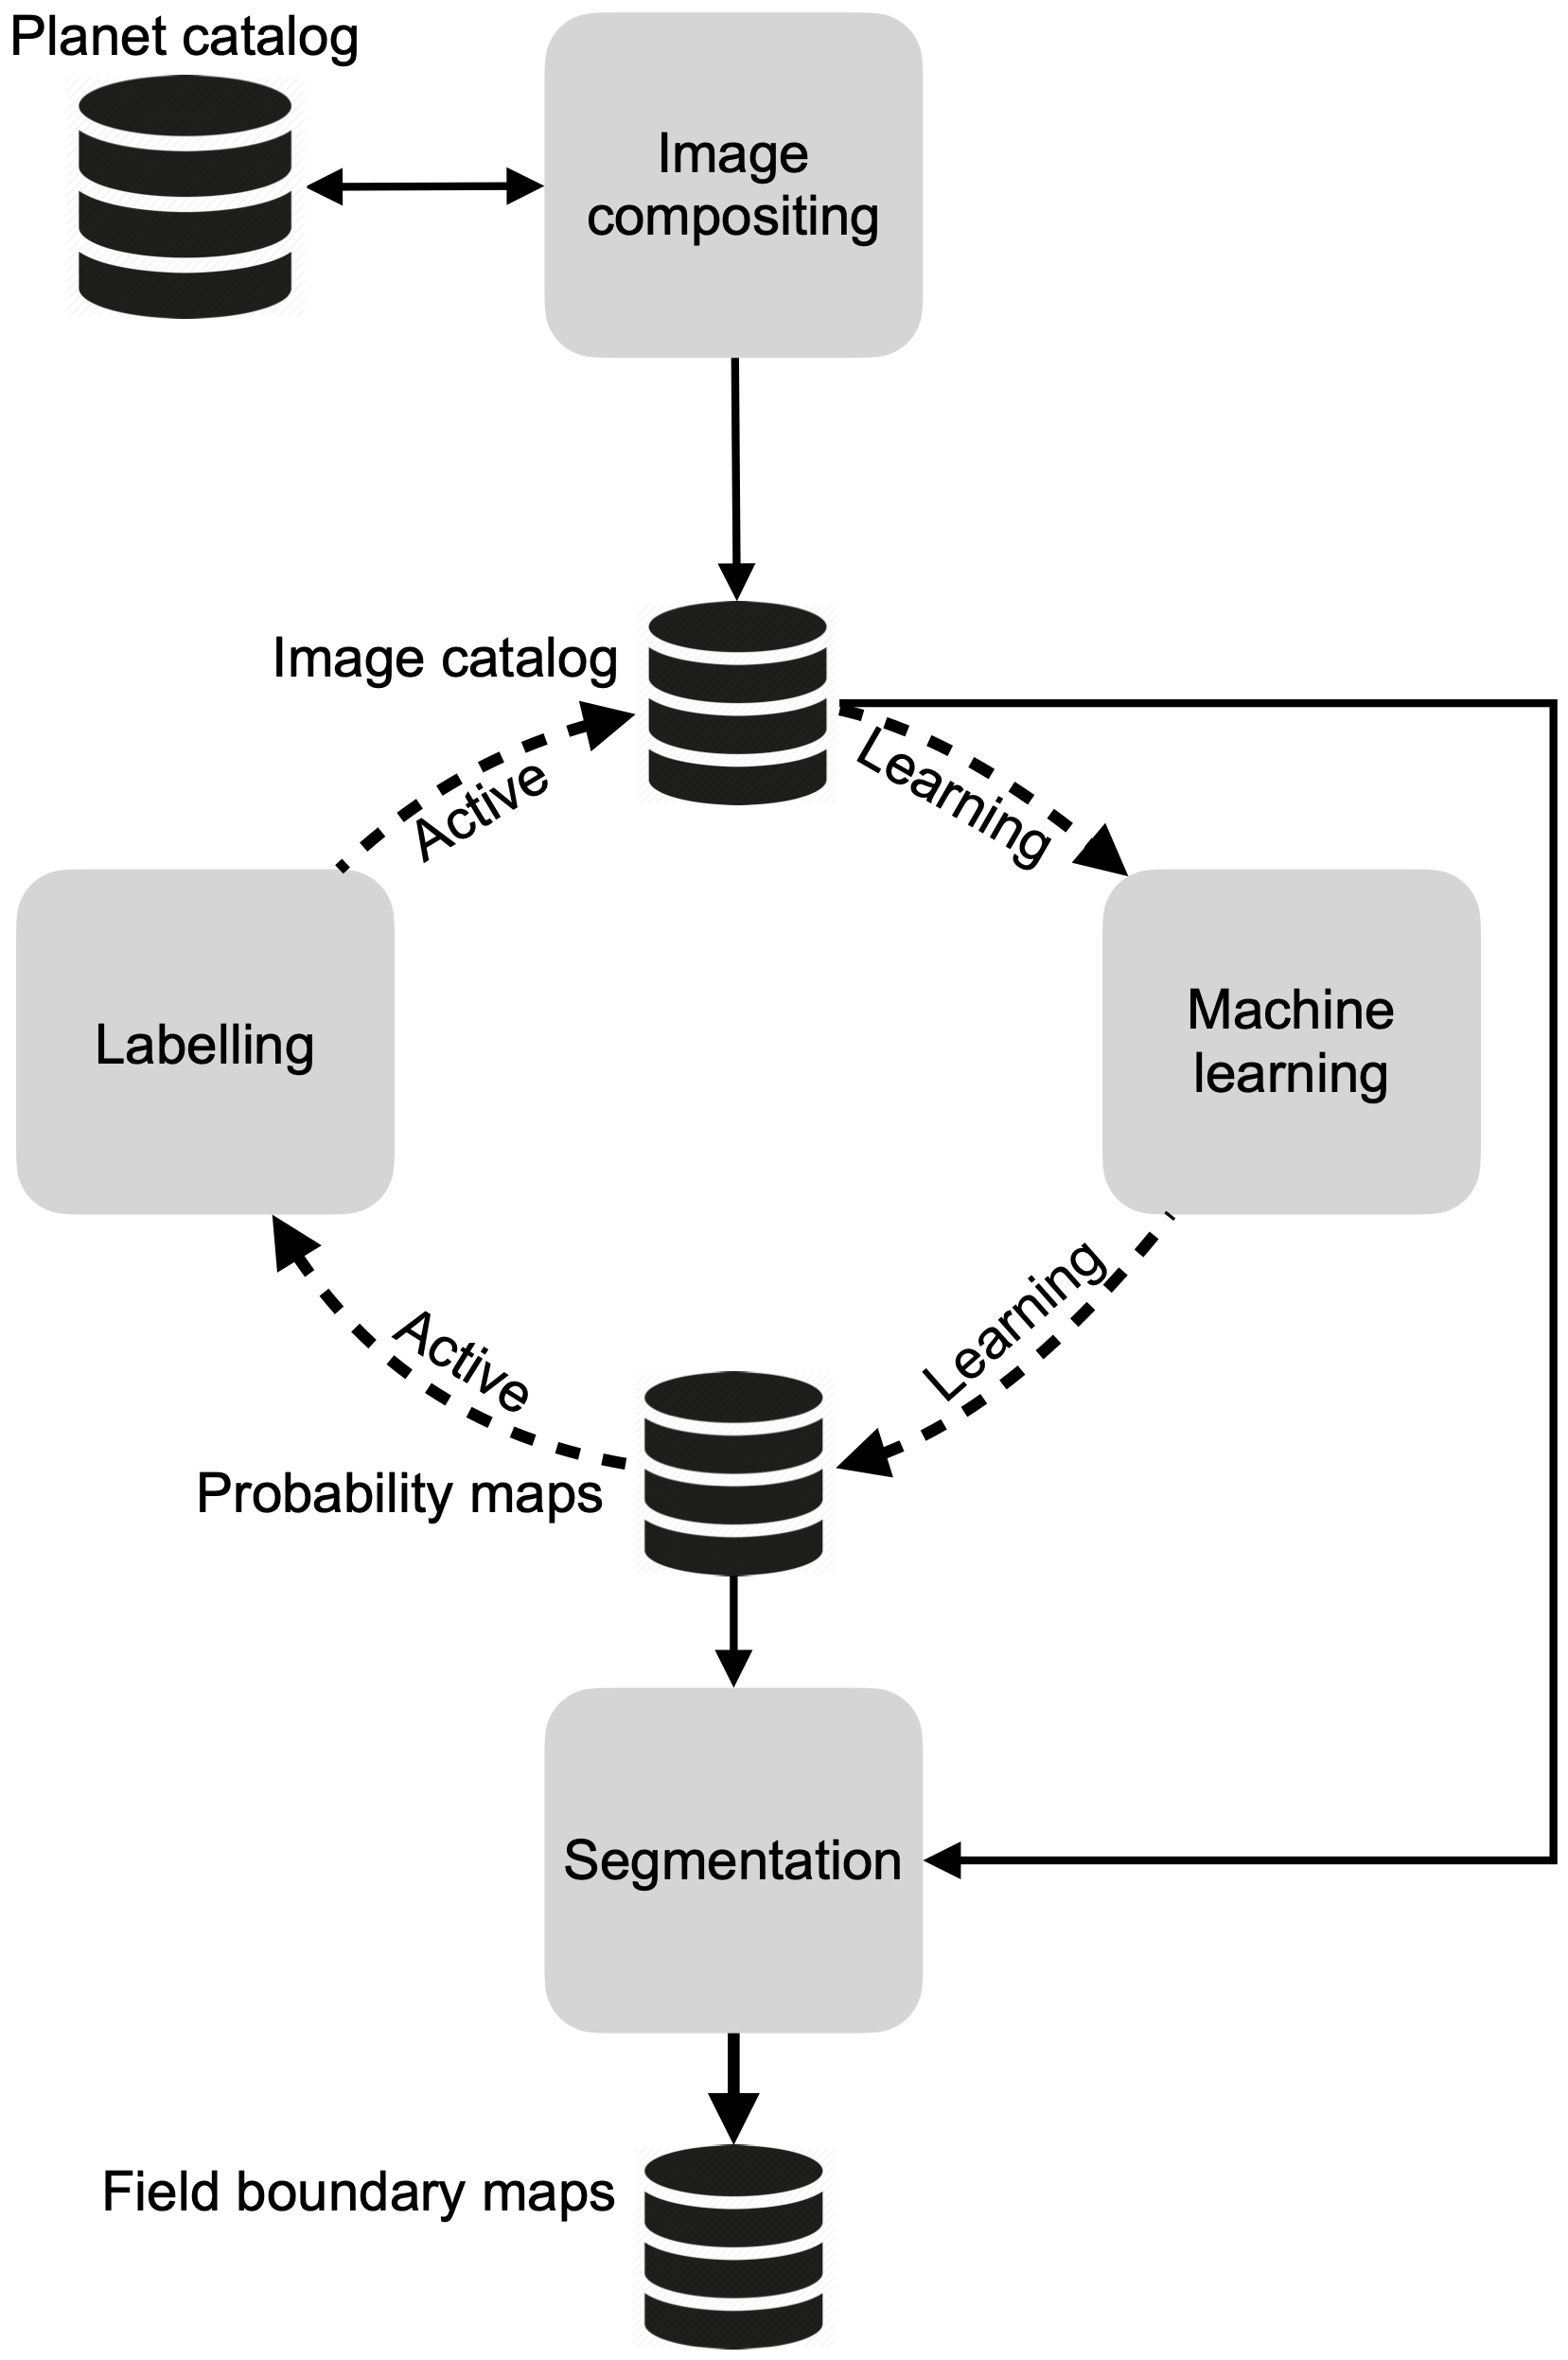 Planet catalog
Image
compositing
Image catalog
Active
Learning
Labelling
Machine
learning
Active
Learning
Probability maps
Segmentation
Field boundary maps